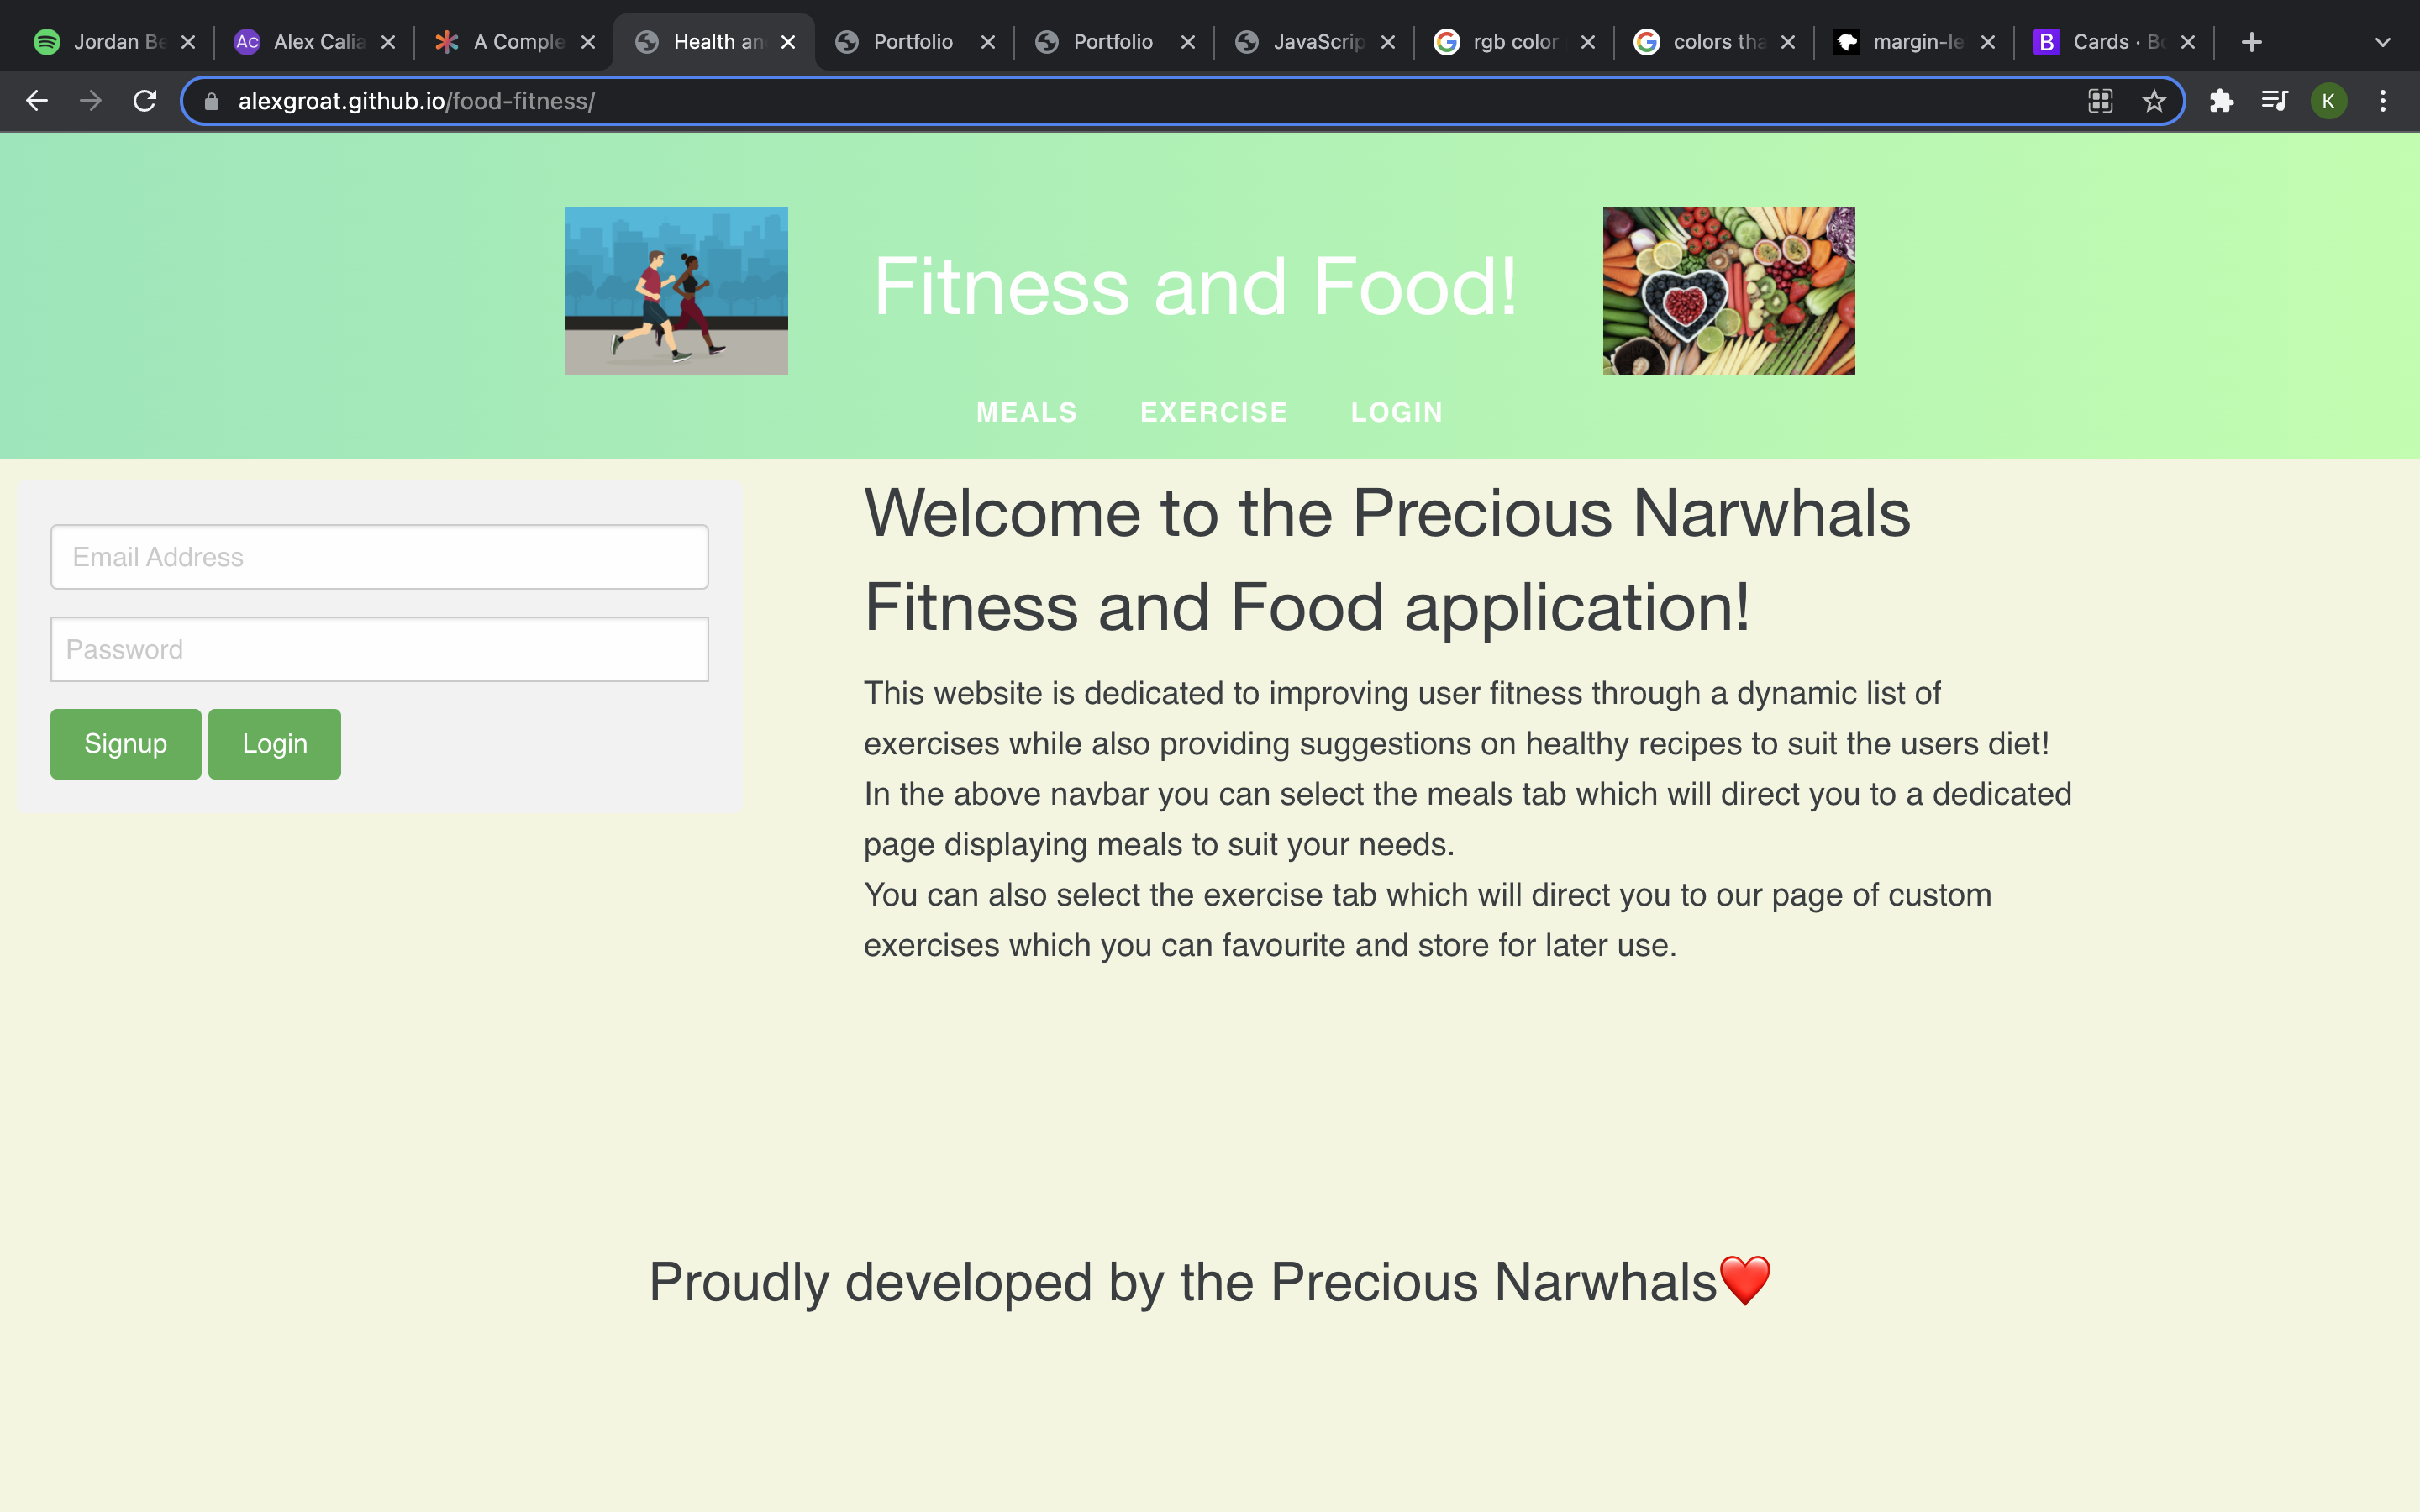 Jordan Be
AC Alex Calia
A Comple
Health an
Portfolio
Portfolio
JavaScrip
rgb color
colors tha
margin-le
B Cards · Bo
alexgroat.github.io/food-fitness/
K
Fitness and Food!
MEALS EXERCISE LOGIN
Email Address
Password
Signup Login
Welcome to the Precious Narwhals
Fitness and Food application!
This website is dedicated to improving user fitness through a dynamic list of
exercises while also providing suggestions on healthy recipes to suit the users diet!
In the above navbar you can select the meals tab which will direct you to a dedicated
page displaying meals to suit your needs.
You can also select the exercise tab which will direct you to our page of custom
exercises which you can favourite and store for later use.
Proudly developed by the Precious Narwhals❤️